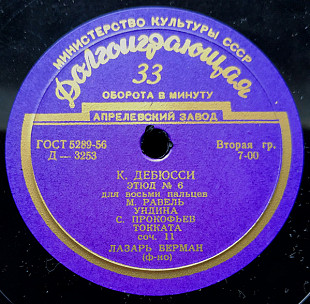 МИНИСТЕРСТВО КУЛЬТУРЫ СССР
Долгоиграющая
33
ОБОРОТА В МИНУТУ
АПРЕЛЕВСКИЙ ЗАВОД
ГОСТ 5289-56
Д — 3253
Вторая гр.
7-00
К. ДЕБЮССИ
ЭТЮД № 6
для восьми пальцев
М. РАВЕЛЬ
УНДИНА
С. ПРОКОФЬЕВ
ТОККАТА
соч. 11
ЛАЗАРЬ БЕРМАН
(ф-но)